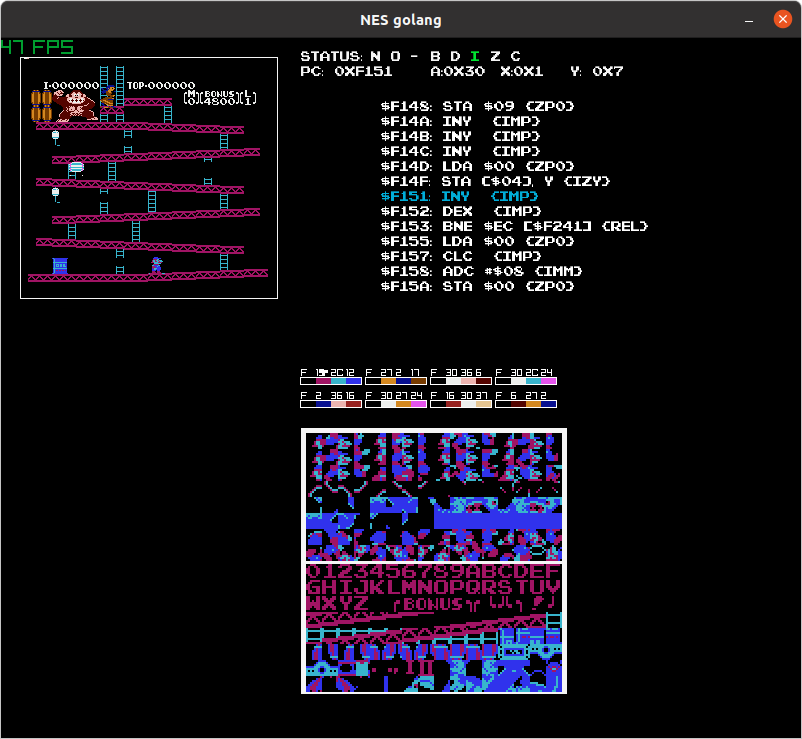 NES golang
47 FPS
STATUS: N O - B D I Z C
PC: 0XF151 A:0X30 X:0X1 Y: 0X7
I-000000 TOP-000000
[M][BONUS][L]
0 4800 1
$F148: STA $09 {ZP0}
$F14A: INY {IMP}
$F14B: INY {IMP}
$F14C: INY {IMP}
$F14D: LDA $00 {ZP0}
$F14F: STA [$04], Y {IZY}
$F151: INY {IMP}
$F152: DEX {IMP}
$F153: BNE $EC [$F241] {REL}
$F155: LDA $00 {ZP0}
$F157: CLC {IMP}
$F158: ADC #$08 {IMM}
$F15A: STA $00 {ZP0}
F 2C 12 F 27 2 17 F 30 36 6 F 30 2C 24
F 2 36 16 F 30 27 24 F 16 30 37 F 6 27 2
0123456789ABCDEF
GHIJKLMNOPQRSTUV
WXYZ BONUS